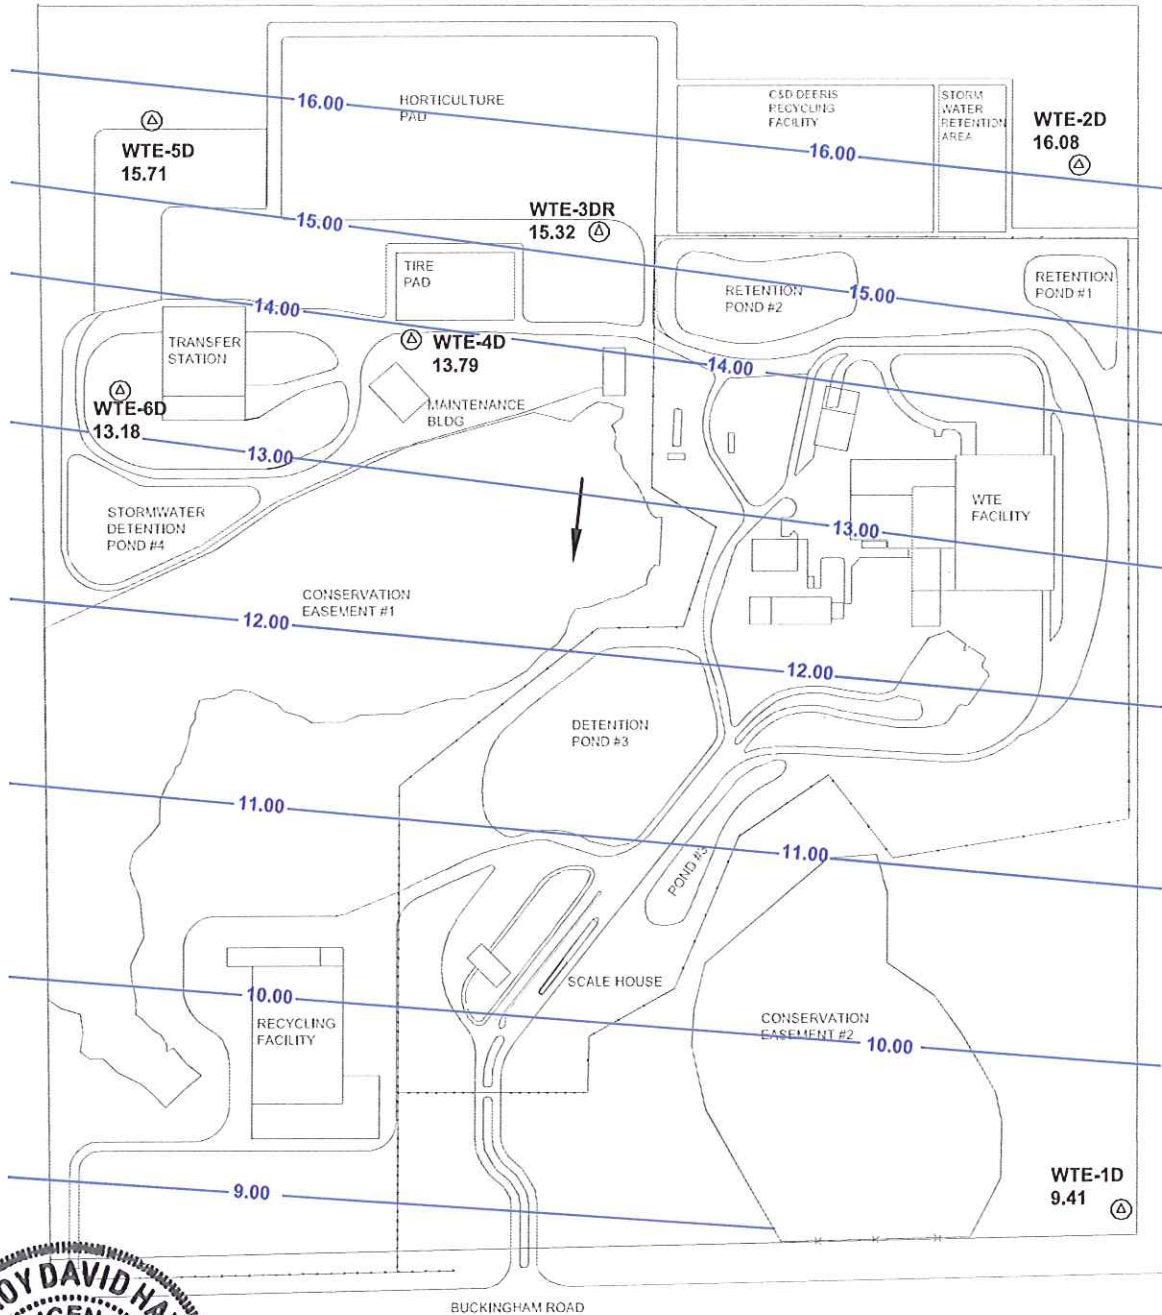 16.00
HORTICULTURE
PAD
C&D DEBRIS
RECYCLING
FACILITY
STORM
WATER
RETENTION
AREA
WTE-2D
16.08
WTE-5D
15.71
16.00
15.00
WTE-3DR
15.32
TIRE
PAD
RETENTION
POND #2
15.00
RETENTION
POND #1
14.00
TRANSFER
STATION
WTE-4D
13.79
14.00
WTE-6D
13.18
MAINTENANCE
BLDG
13.00
STORMWATER
DETENTION
POND #4
WTE
FACILITY
13.00
CONSERVATION
EASEMENT #1
12.00
12.00
DETENTION
POND #3
11.00
11.00
POND #3
SCALE HOUSE
10.00
RECYCLING
FACILITY
CONSERVATION
EASEMENT #2
10.00
WTE-1D
9.41
9.00
DAVID
BUCKINGHAM ROAD